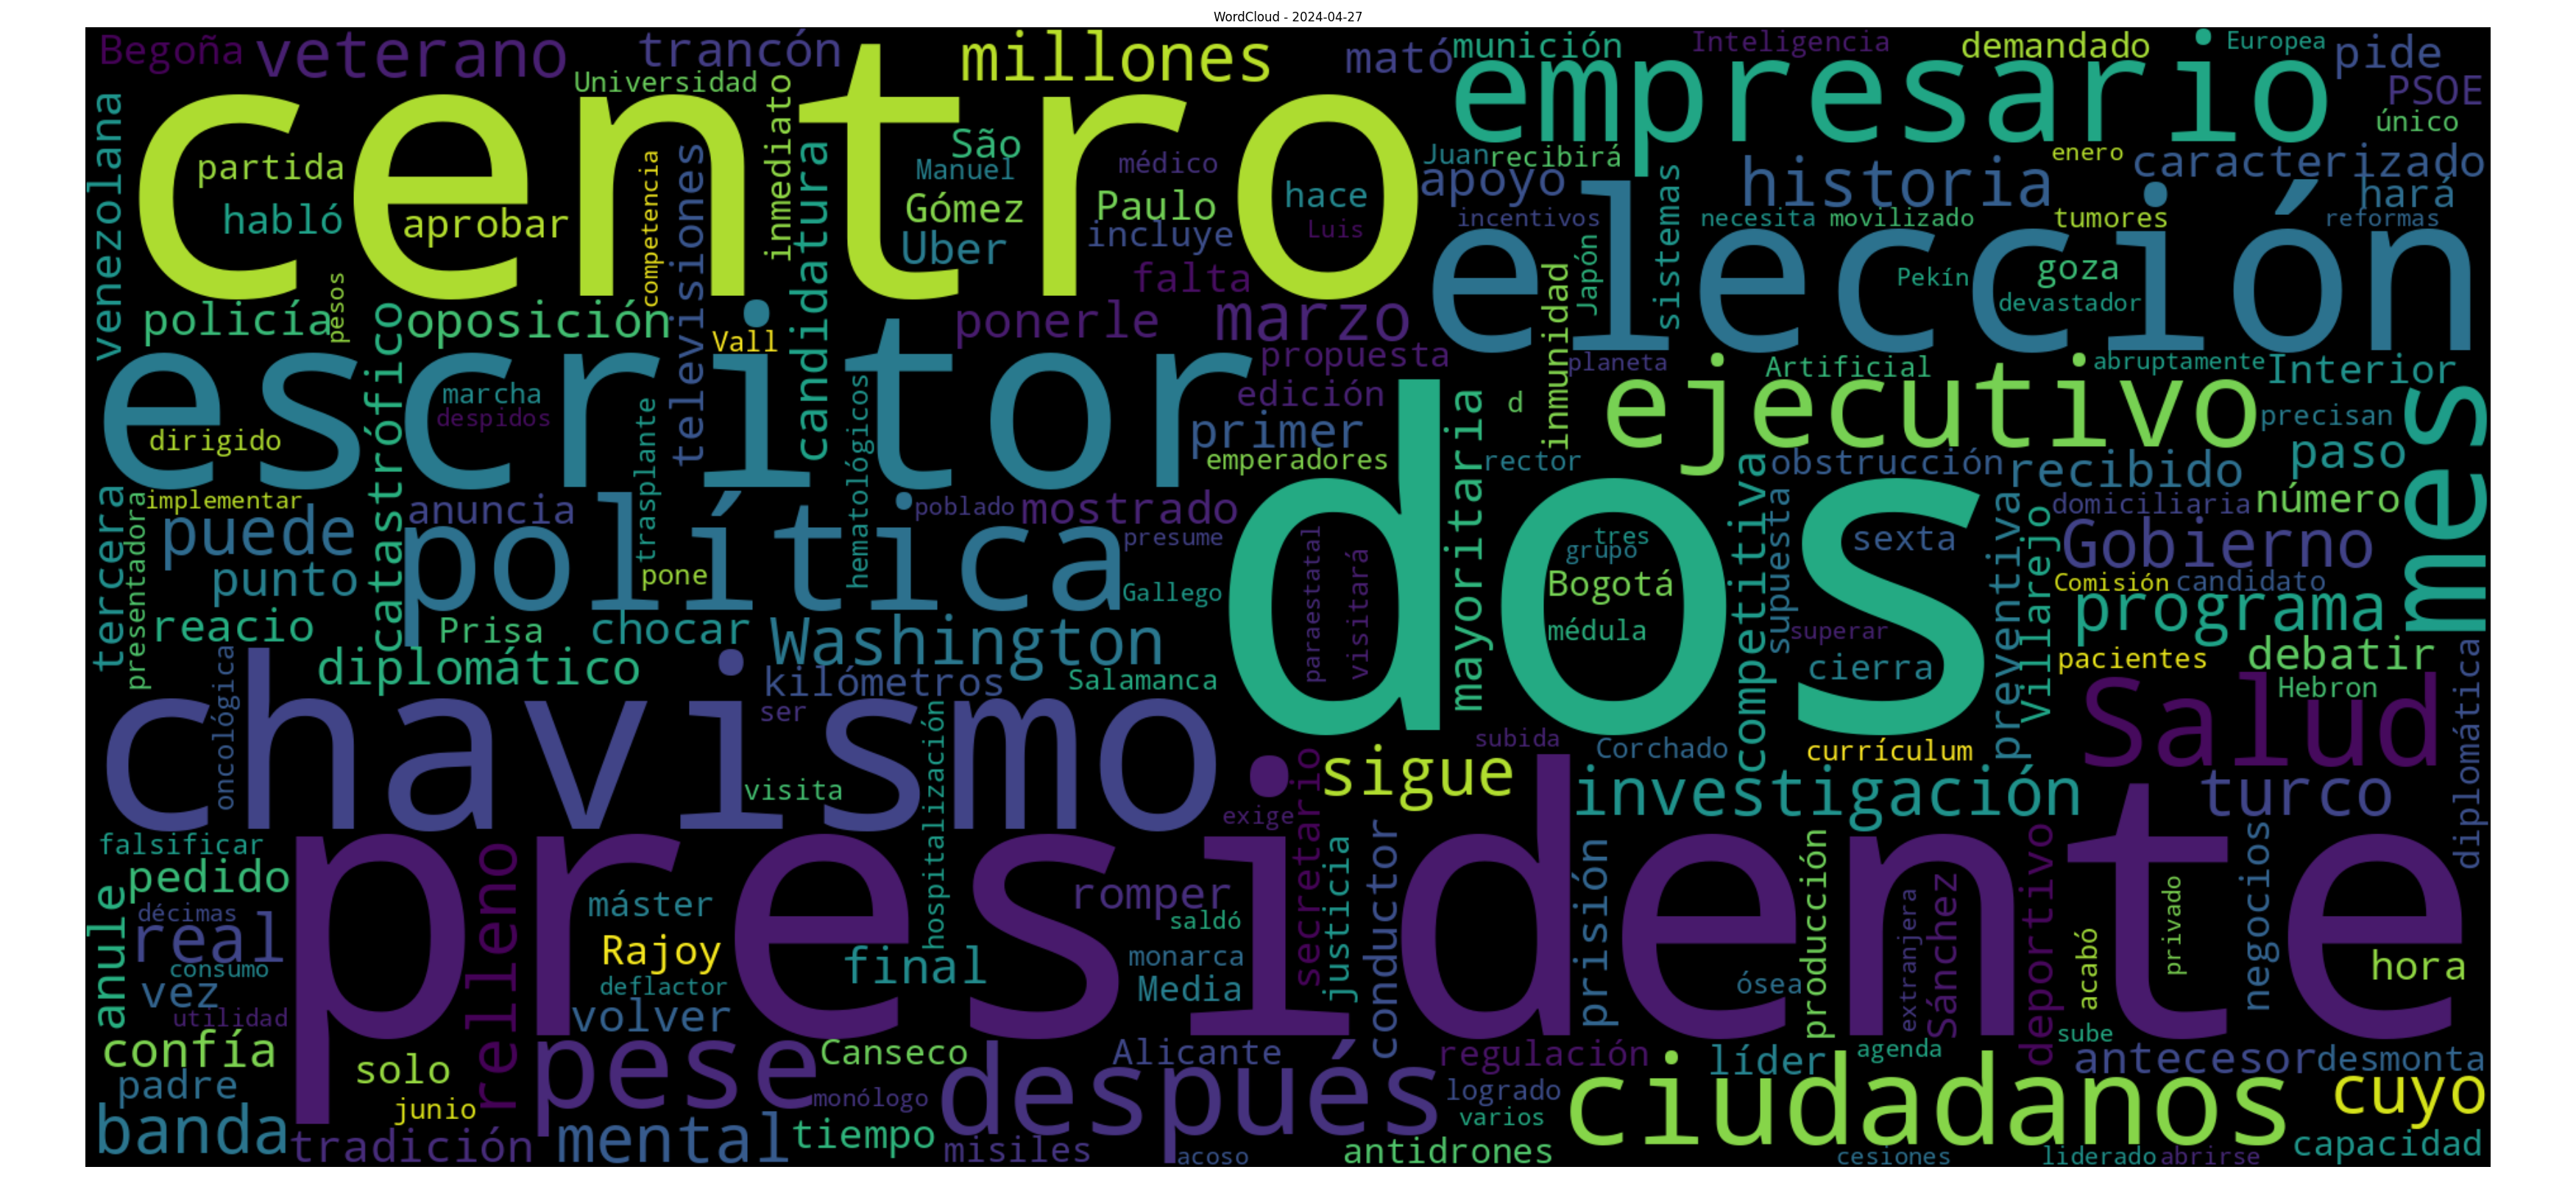 WordCloud - 2024-04-27
Begoña
veterano
trancón
millones
mató
munición
Inteligencia
demandado
Europea
pide
Universidad
empresario
PSOE
único
centro
venezolana
partida
habló
aprobar
competencia
televisiones
inmediato
candidatura
São
Manuel
médico
Gómez
Paulo
hace
Uber
incluye
Luis
falta
Juan
recibirá
apoyo
sistemas
historia
enero
caracterizado
hará
incentivos
necesita
movilizado
tumores
reformas
elección
Japón
inmunidad
Pekín
goza
devastador
policía
pesos
catastrófico
oposición
Vall
ponerle
marzo
propuesta
planeta
Artificial
abruptamente
Interior
escritor
marcha
despidos
dirigido
trasplante
hematológicos
edición
primer
emperadores
mayoritaria
d
rector
ejecutivo
precisan
mes
paso
obstrucción
recibido
tercera
presentadora
implementar
puede
anuncia
poblado
mostrado
dos
paraestatal
visitará
tres
grupo
Bogotá
médula
competitiva
supuesta
sexta
preventiva
villarejo
domiciliaria
número
Gobierno
política
presume
punto
pone
Gallego
Comisión
candidato
programa
reacio
Prisa
chocar
Washington
superar
cierra
pacientes
debatir
Hebron
diplomática
diplomático
kilómetros
Salamanca
oncológica
ser
hospitalización
subida
Corchado
currículum
Salud
chavismo
visita
exige
secretario
sigue
investigación
turco
falsificar
pedido
anule
décimas
real
consumo
vez
utilidad
relleno
presidente
máster
Rajoy
deflactor
volver
final
romper
saldó
monarca
Media
justicia
conductor
prisión
ósea
producción
extranjera
Sánchez
deportivo
acabó
privado
negocios
hora
sube
confía
solo
pese
Canseco
Alicante
regulación
líder
agenda
antecesor
desmonta
padre
junio
monólogo
después
logrado
varios
ciudadanos
cuyo
banda
tradición
mental
tiempo
misiles
acoso
antidrones
cesiones
liderado
abrirse
capacidad